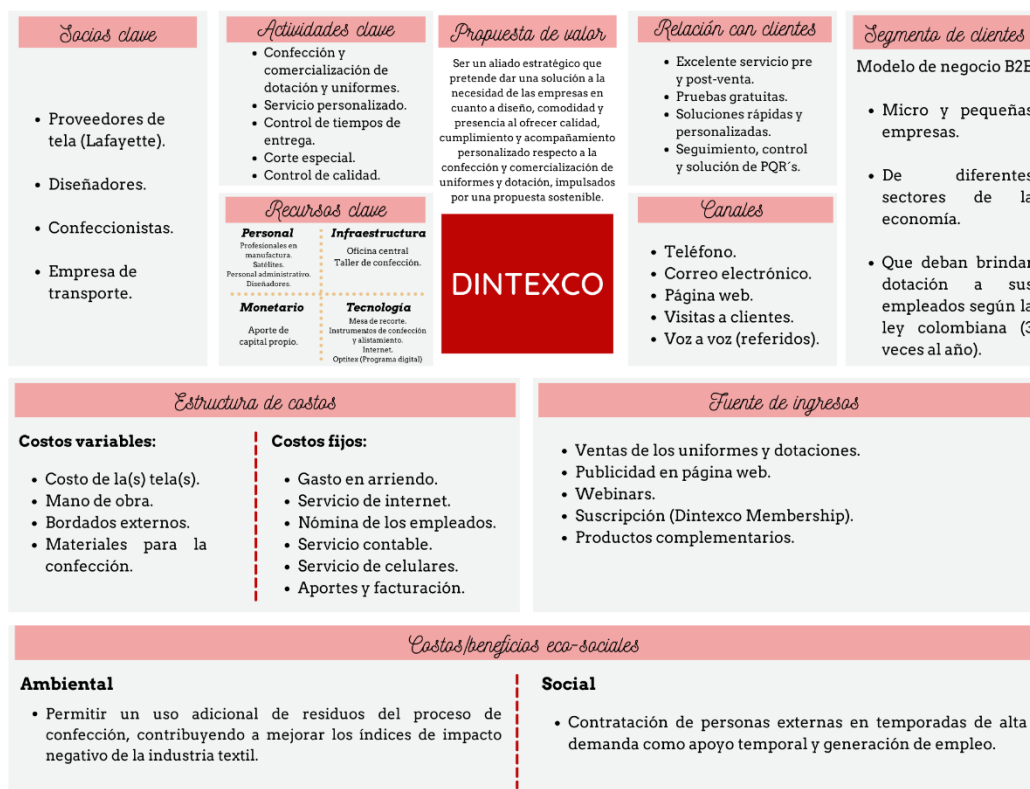 Socios clave
Proveedores de
tela (Lafayette).
Diseñadores.
Confeccionistas.
Empresa de
transporte.
Actividades clave
Confección y
comercialización de
dotación y uniformes.
Servicio personalizado.
Control de tiempos de
entrega.
Corte especial.
Control de calidad.
Recursos clave
Personal
Profesionales en
manufactura.
Satélites.
Personal administrativo.
Diseñadores.
Infraestructura
Oficina central
Taller de confección.
Monetario
Aporte de
capital propio.
Tecnología
Mesa de recorte.
Instrumentos de confección
y alistamiento.
Internet.
Optitex (Programa digital)
Propuesta de valor
Ser un aliado estratégico que
pretende dar una solución a la
necesidad de las empresas en
cuanto a diseño, comodidad y
presencia al ofrecer calidad,
cumplimiento y acompañamiento
personalizado respecto a la
confección y comercialización de
uniformes y dotación, impulsados
por una propuesta sostenible.
DINTEXCO
Relación con clientes
Excelente servicio pre
y post-venta.
Pruebas gratuitas.
Soluciones rápidas y
personalizadas.
Seguimiento, control
y solución de PQR´s.
Canales
Teléfono.
Correo electrónico.
Página web.
Visitas a clientes.
Voz a voz (referidos).
Segmento de clientes
Modelo de negocio B2B
Micro y pequeñas
empresas.
De diferentes
sectores de la
economía.
Que deban brindar
dotación a sus
empleados según la
ley colombiana (3
veces al año).
Estructura de costos
Costos variables:
Costo de la(s) tela(s).
Mano de obra.
Bordados externos.
Materiales para la
confección.
Costos fijos:
Gasto en arriendo.
Servicio de internet.
Nómina de los empleados.
Servicio contable.
Servicio de celulares.
Aportes y facturación.
Fuente de ingresos
Ventas de los uniformes y dotaciones.
Publicidad en página web.
Webinars.
Suscripción (Dintexco Membership).
Productos complementarios.
Costos/beneficios eco-sociales
Ambiental
Permitir un uso adicional de residuos del proceso de
confección, contribuyendo a mejorar los índices de impacto
negativo de la industria textil.
Social
Contratación de personas externas en temporadas de alta
demanda como apoyo temporal y generación de empleo.